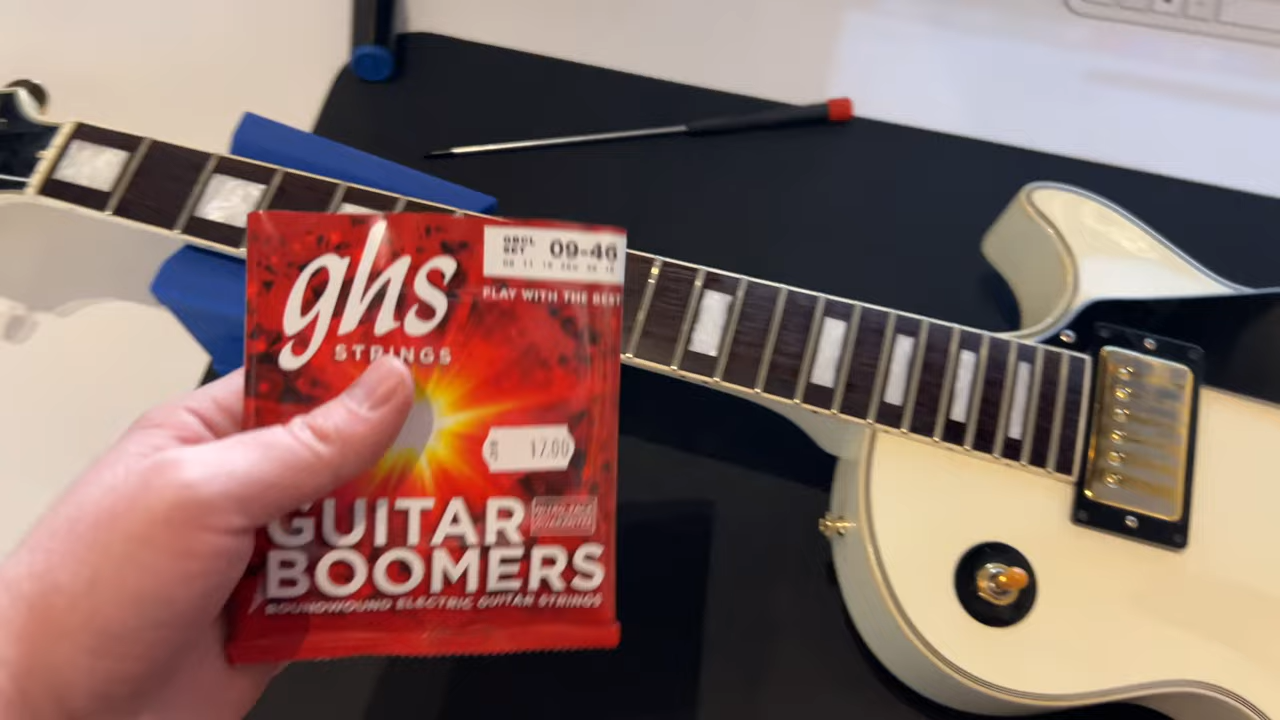 ghs
STRINGS
GBCL
SET
09-46
PLAY WITH THE BEST
17.00
GUITAR
BOOMERS
ROUNDWOUND ELECTRIC GUITAR STRINGS